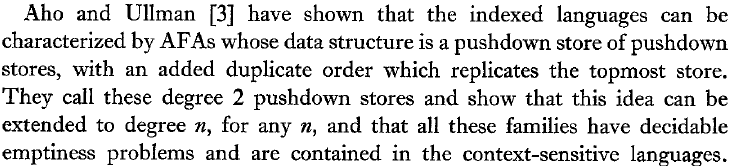 Aho and Ullman [3] have shown that the indexed languages can be
characterized by AFAs whose data structure is a pushdown store of pushdown
stores, with an added duplicate order which replicates the topmost store.
They call these degree 2 pushdown stores and show that this idea can be
extended to degree n, for any n, and that all these families have decidable
emptiness problems and are contained in the context-sensitive languages.